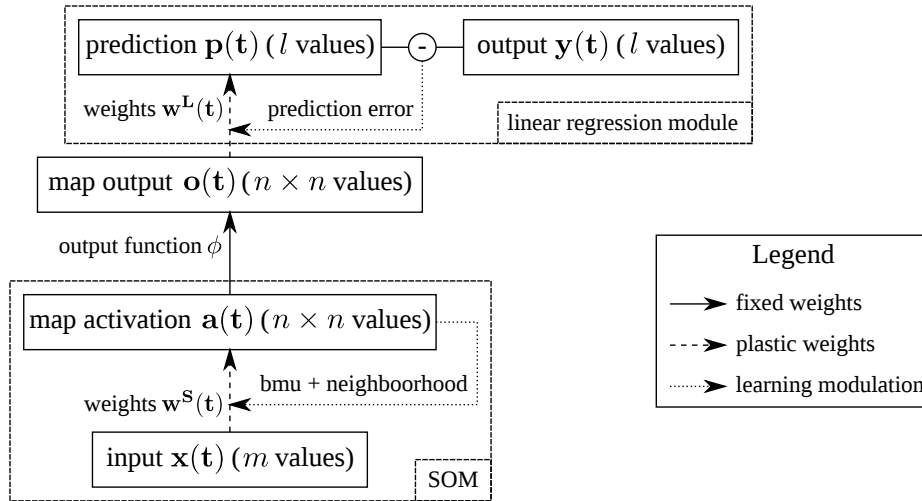 prediction p(t) (l values)
-
output y(t) (l values)
weights w^L(t)
prediction error
linear regression module
map output o(t) (n × n values)
output function ϕ
Legend
map activation a(t) (n × n values)
fixed weights
plastic weights
bmu + neighboorhood
learning modulation
weights w^S(t)
input x(t) (m values)
SOM